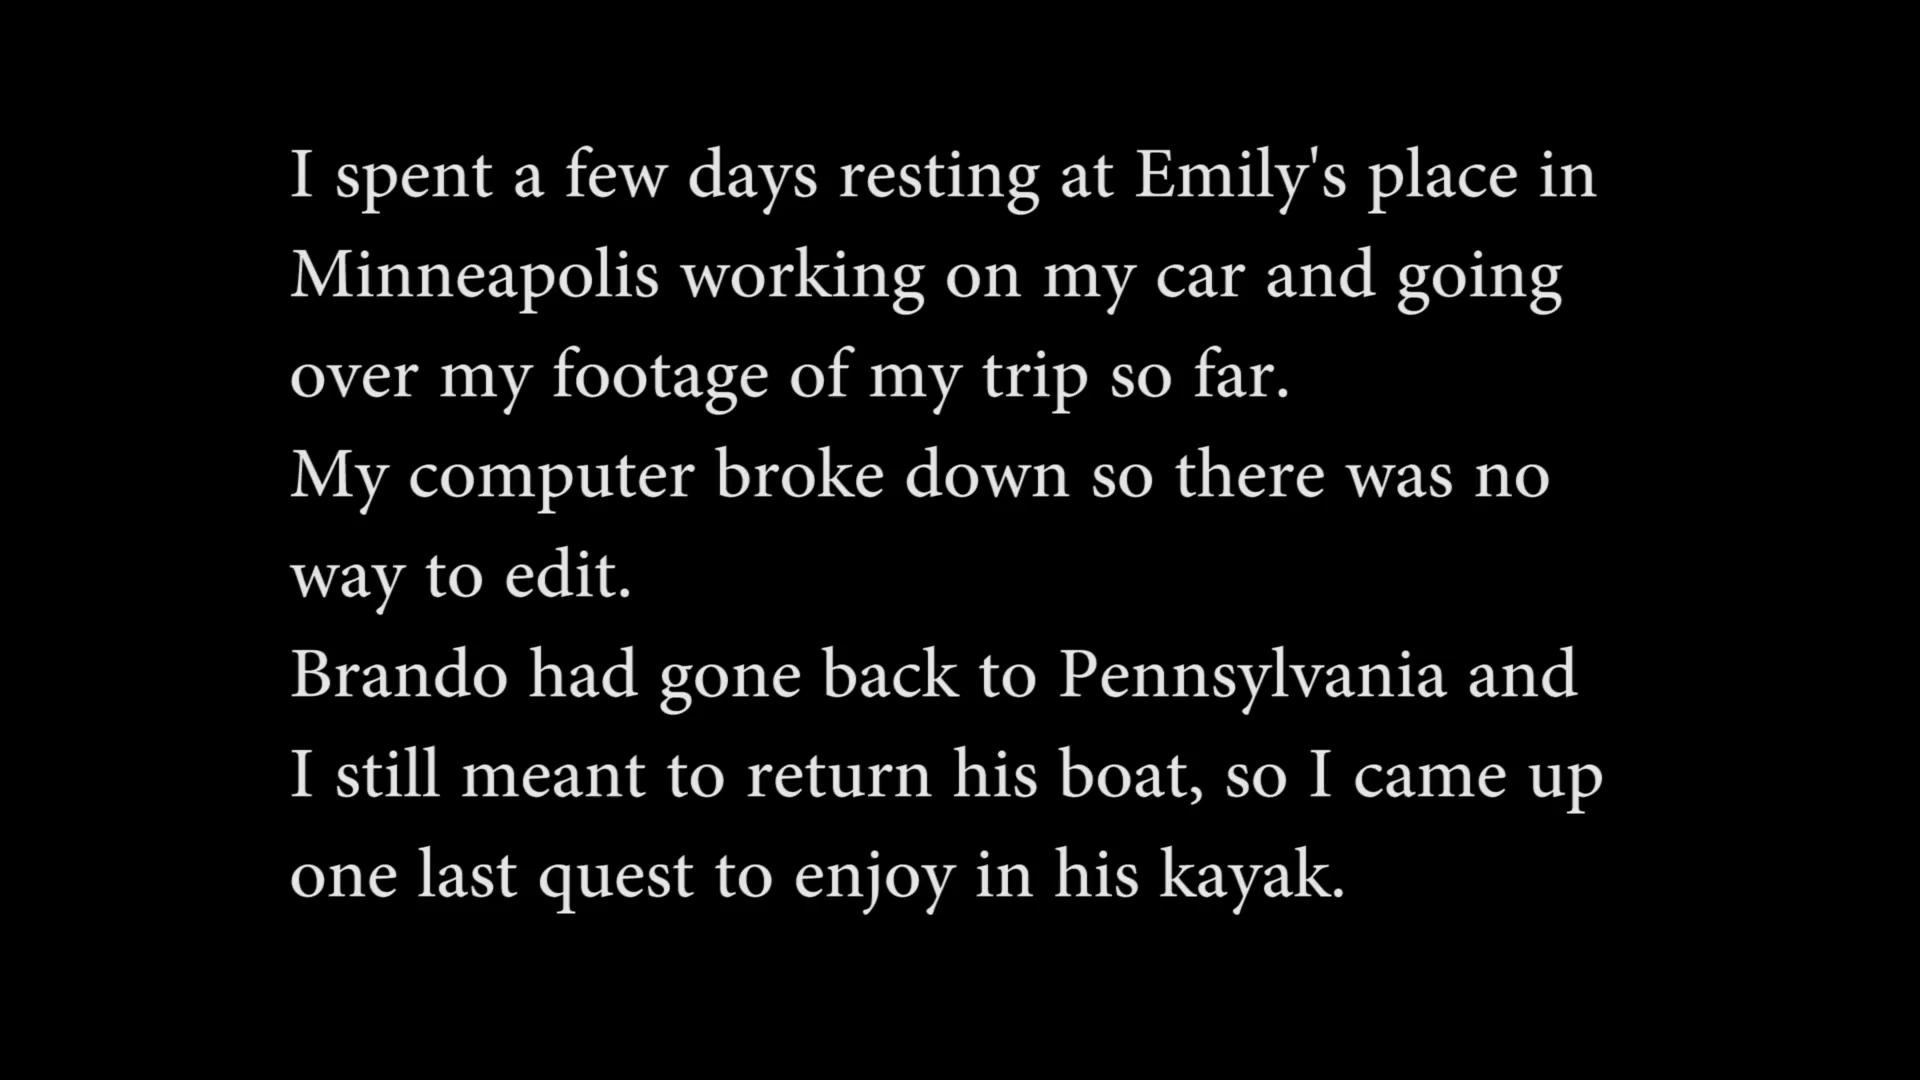 I spent a few days resting at Emily's place in
Minneapolis working on my car and going
over my footage of my trip so far.
My computer broke down so there was no
way to edit.
Brando had gone back to Pennsylvania and
I still meant to return his boat, so I came up
one last quest to enjoy in his kayak.